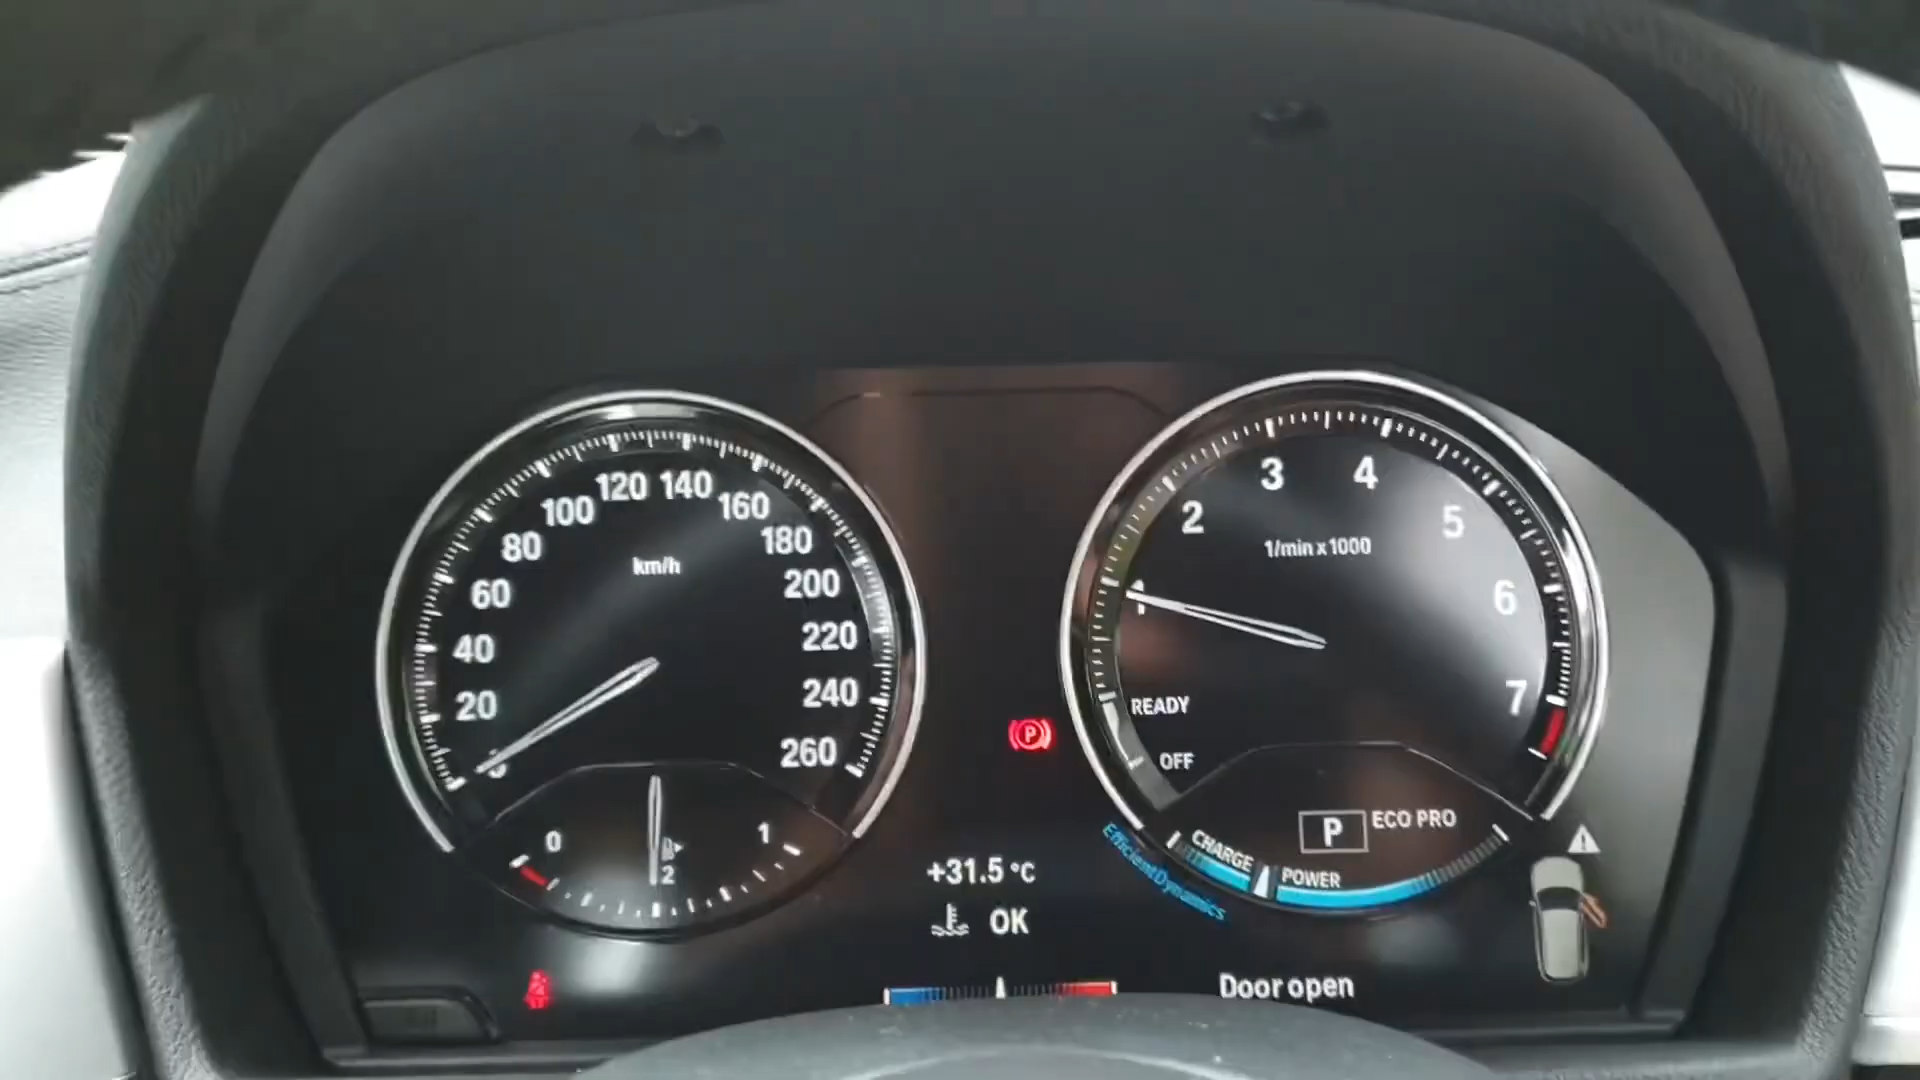 120 140
100 160
80 180
km/h
60 200
40 220
20 240
260
0 1
2
3 4
2 5
1/min x 1000
1 6
READY 7
OFF
P
P ECO PRO
CHARGE POWER
EfficientDynamics
+31.5 °C
OK
Door open